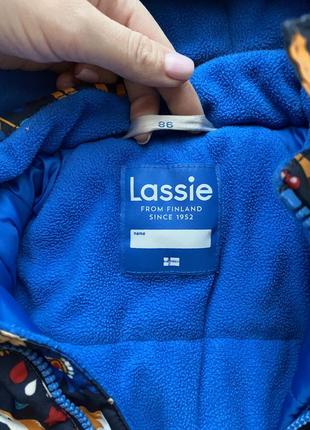 86
Lassie
FROM FINLAND
SINCE 1952
name